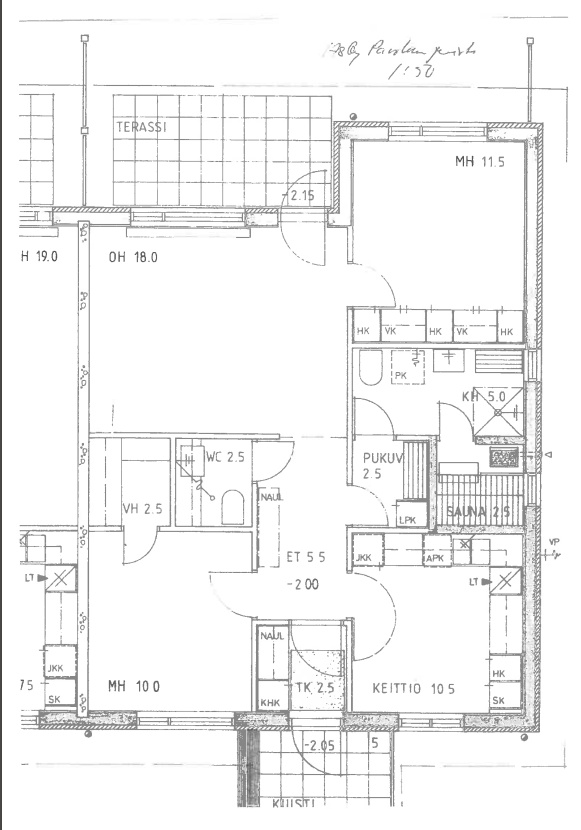 1:50
TERASSI
MH 11.5
-2.15
H 19.0
OH 18.0
HK
VK
HK
VK
HK
PK
KH 5.0
WC 2.5
PUKUV
2.5
VH 2.5
NAUL
LPK
SAUNA 2.5
ET 5.5
-2.00
JKK
APK
VP
LT
LT
NAUL
JKK
HK
7.5
SK
MH 10.0
KHK
TK 2.5
KEITTIO 10.5
SK
-2.05
5
KUISTI